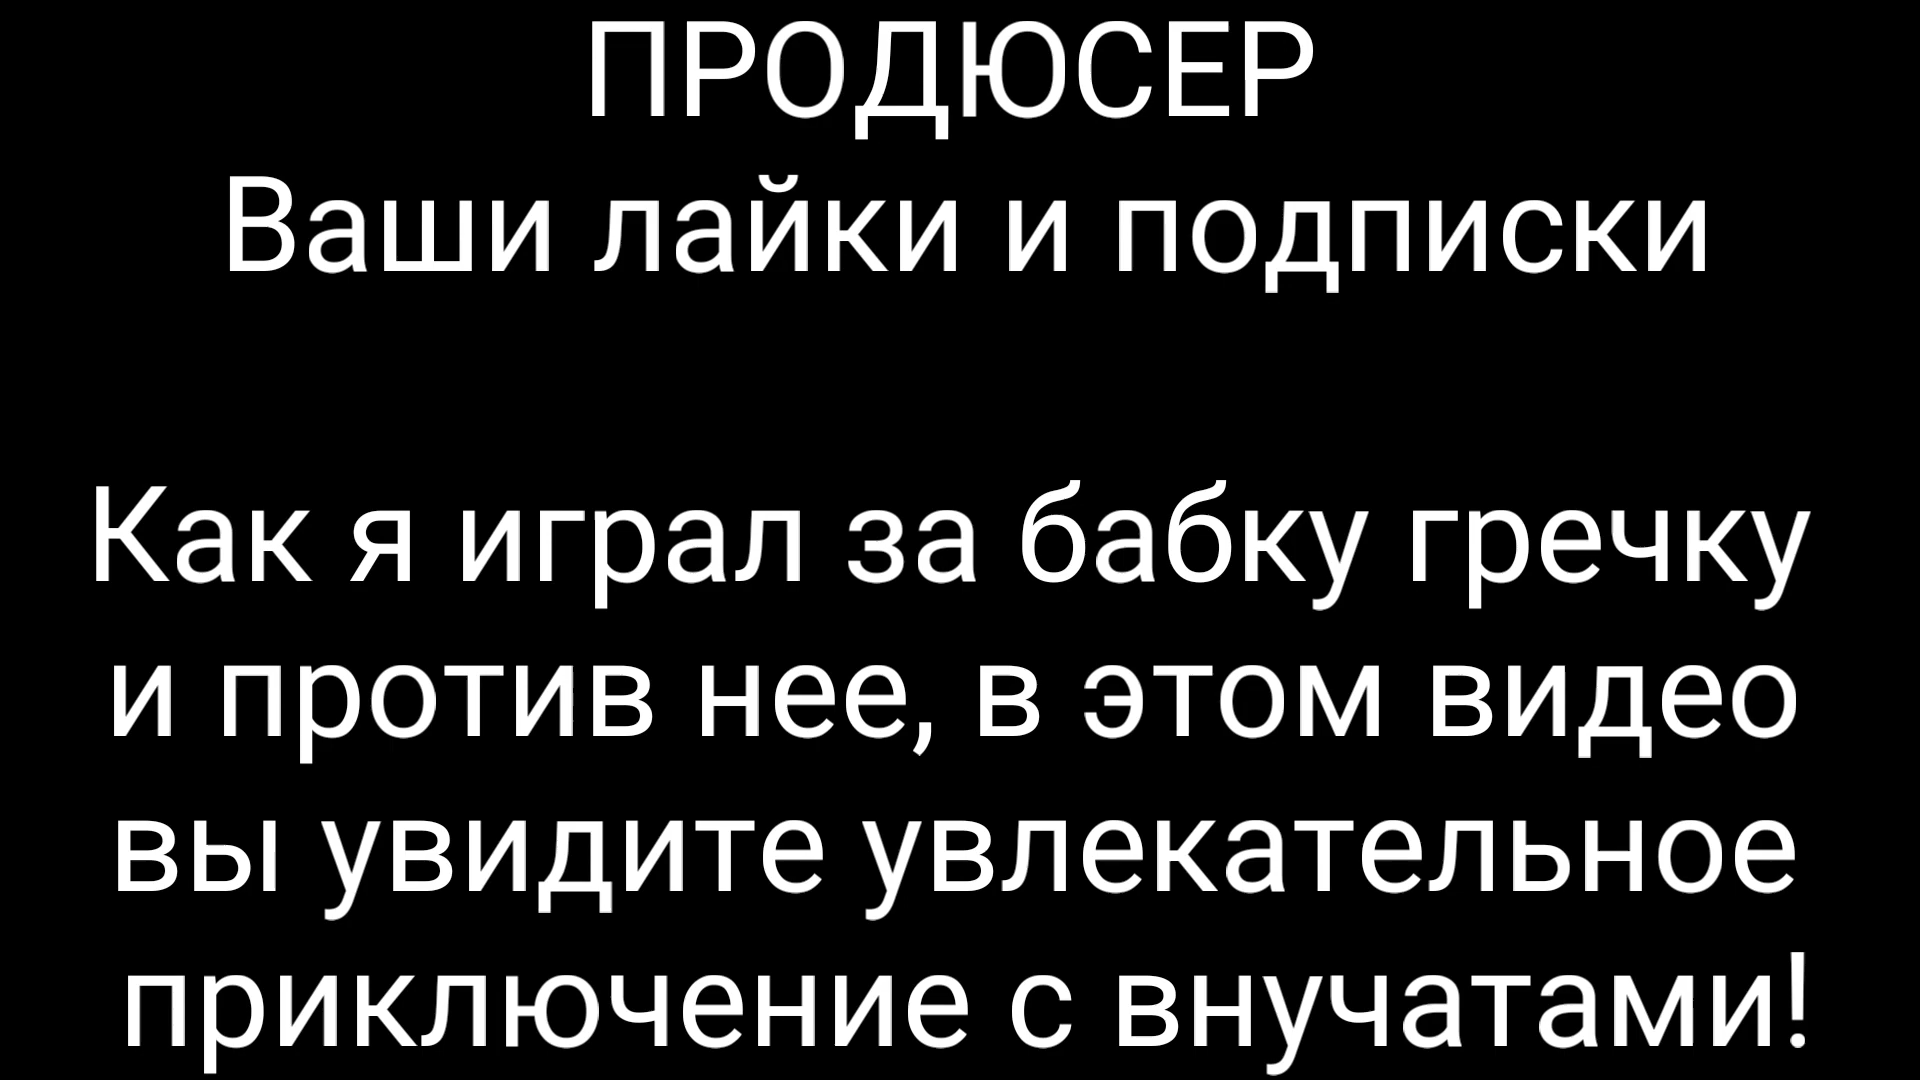 ПРОДЮСЕР
Ваши лайки и подписки
Как я играл за бабку гречку
и против нее, в этом видео
вы увидите увлекательное
приключение с внучатами!